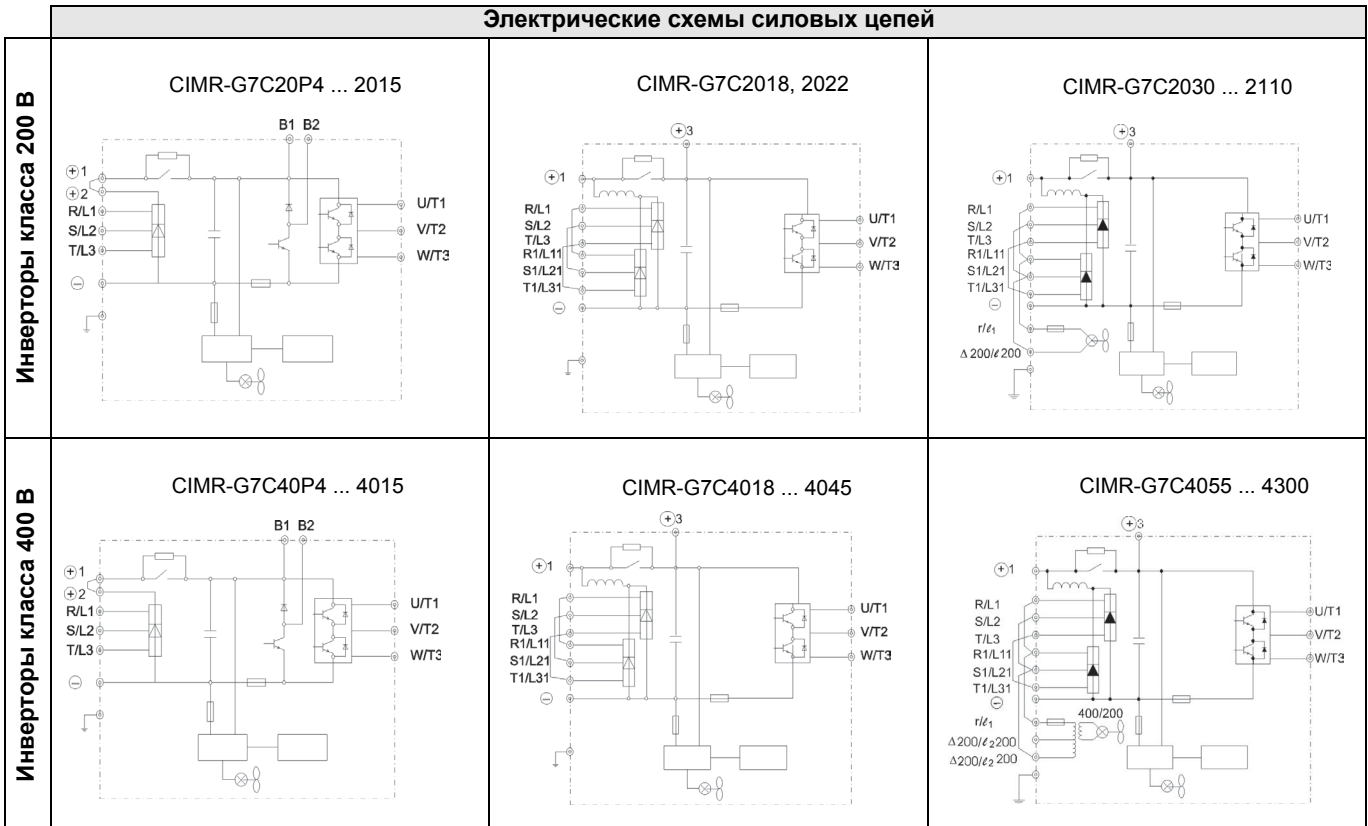 Электрические схемы силовых цепей
Инверторы класса 200 В
CIMR-G7C20P4 ... 2015
B1 B2
⊕1
⊕2
R/L1
S/L2
T/L3
⊖
U/T1
V/T2
W/T3
CIMR-G7C2018, 2022
⊕3
⊕1
R/L1
S/L2
T/L3
R1/L11
S1/L21
T1/L31
⊖
U/T1
V/T2
W/T3
CIMR-G7C2030 ... 2110
⊕3
⊕1
R/L1
S/L2
T/L3
R1/L11
S1/L21
T1/L31
⊖
r/ℓ1
Δ 200/ℓ 200
U/T1
V/T2
W/T3
Инверторы класса 400 В
CIMR-G7C40P4 ... 4015
B1 B2
⊕1
⊕2
R/L1
S/L2
T/L3
⊖
U/T1
V/T2
W/T3
CIMR-G7C4018 ... 4045
⊕3
⊕1
R/L1
S/L2
T/L3
R1/L11
S1/L21
T1/L31
⊖
U/T1
V/T2
W/T3
CIMR-G7C4055 ... 4300
⊕3
⊕1
R/L1
S/L2
T/L3
R1/L11
S1/L21
T1/L31
⊖
r/ℓ1
400/200
Δ200/ℓ2200
Δ200/ℓ2 200
U/T1
V/T2
W/T3